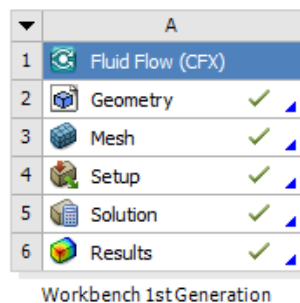 A
1 Fluid Flow (CFX)
2 Geometry
3 Mesh
4 Setup
5 Solution
6 Results
Workbench 1st Generation